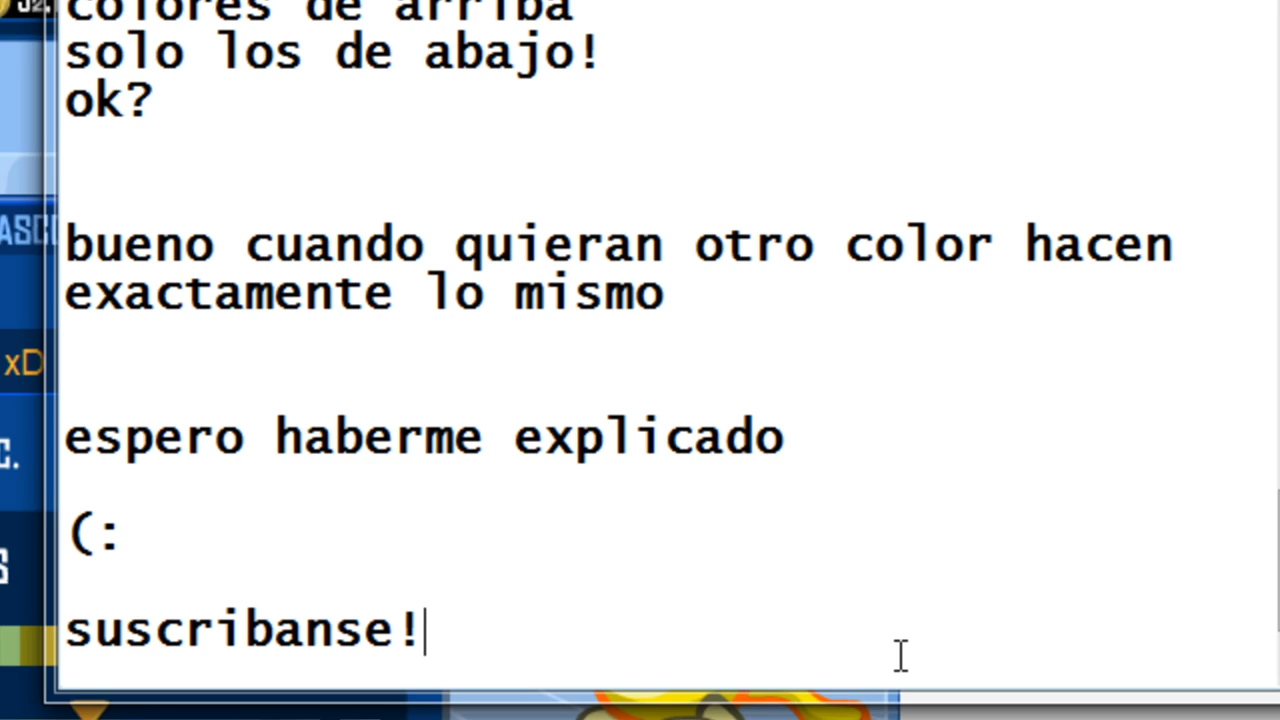 colores de arriba
solo los de abajo!
ok?
bueno cuando quieran otro color hacen
exactamente lo mismo
xD
espero haberme explicado
(:
suscribanse!